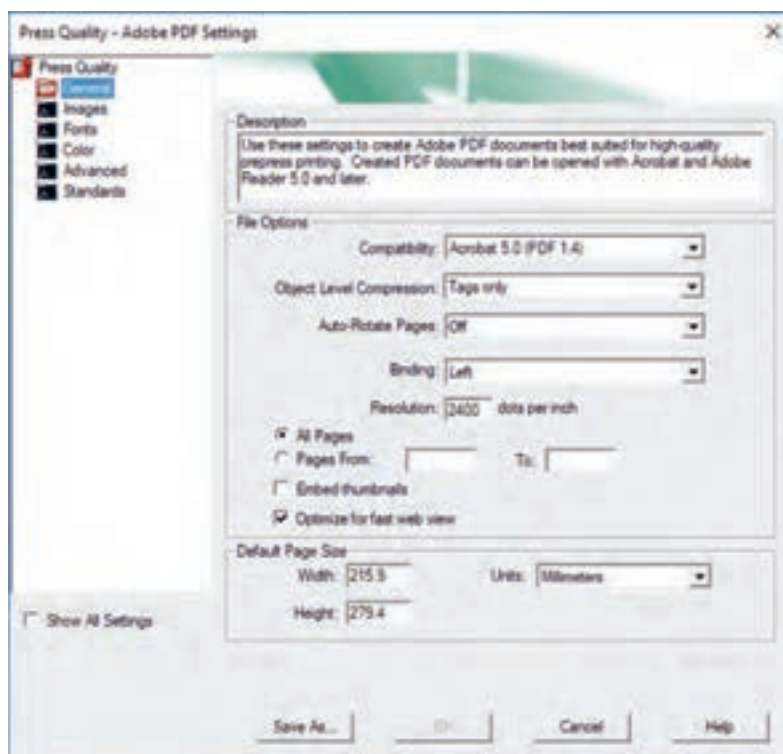 Press Quality - Adobe PDF Settings
Press Quality
General
Images
Fonts
Color
Advanced
Standards
Show All Settings
Description
Use these settings to create Adobe PDF documents best suited for high-quality
prepress printing. Created PDF documents can be opened with Acrobat and Adobe
Reader 5.0 and later.
File Options
Compatibility: Acrobat 5.0 (PDF 1.4)
Object Level Compression: Tags only
Auto-Rotate Pages: Off
Binding: Left
Resolution: 2400 dots per inch
All Pages
Pages From: To:
Embed thumbnails
Optimize for fast web view
Default Page Size
Width: 215.9 Units: Millimeters
Height: 279.4
Save As... OK Cancel Help